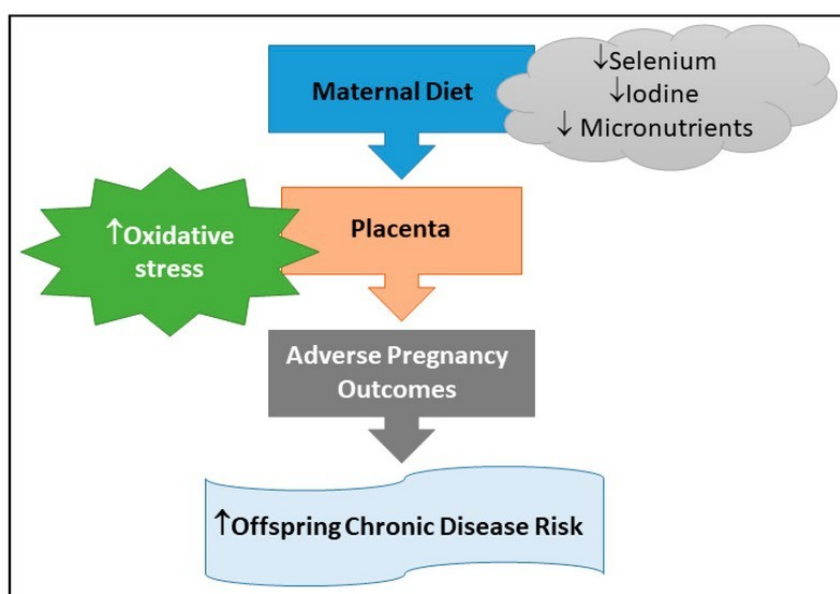 Maternal Diet
↓Selenium
↓Iodine
↓ Micronutrients
↑Oxidative
stress
Placenta
Adverse Pregnancy
Outcomes
↑Offspring Chronic Disease Risk